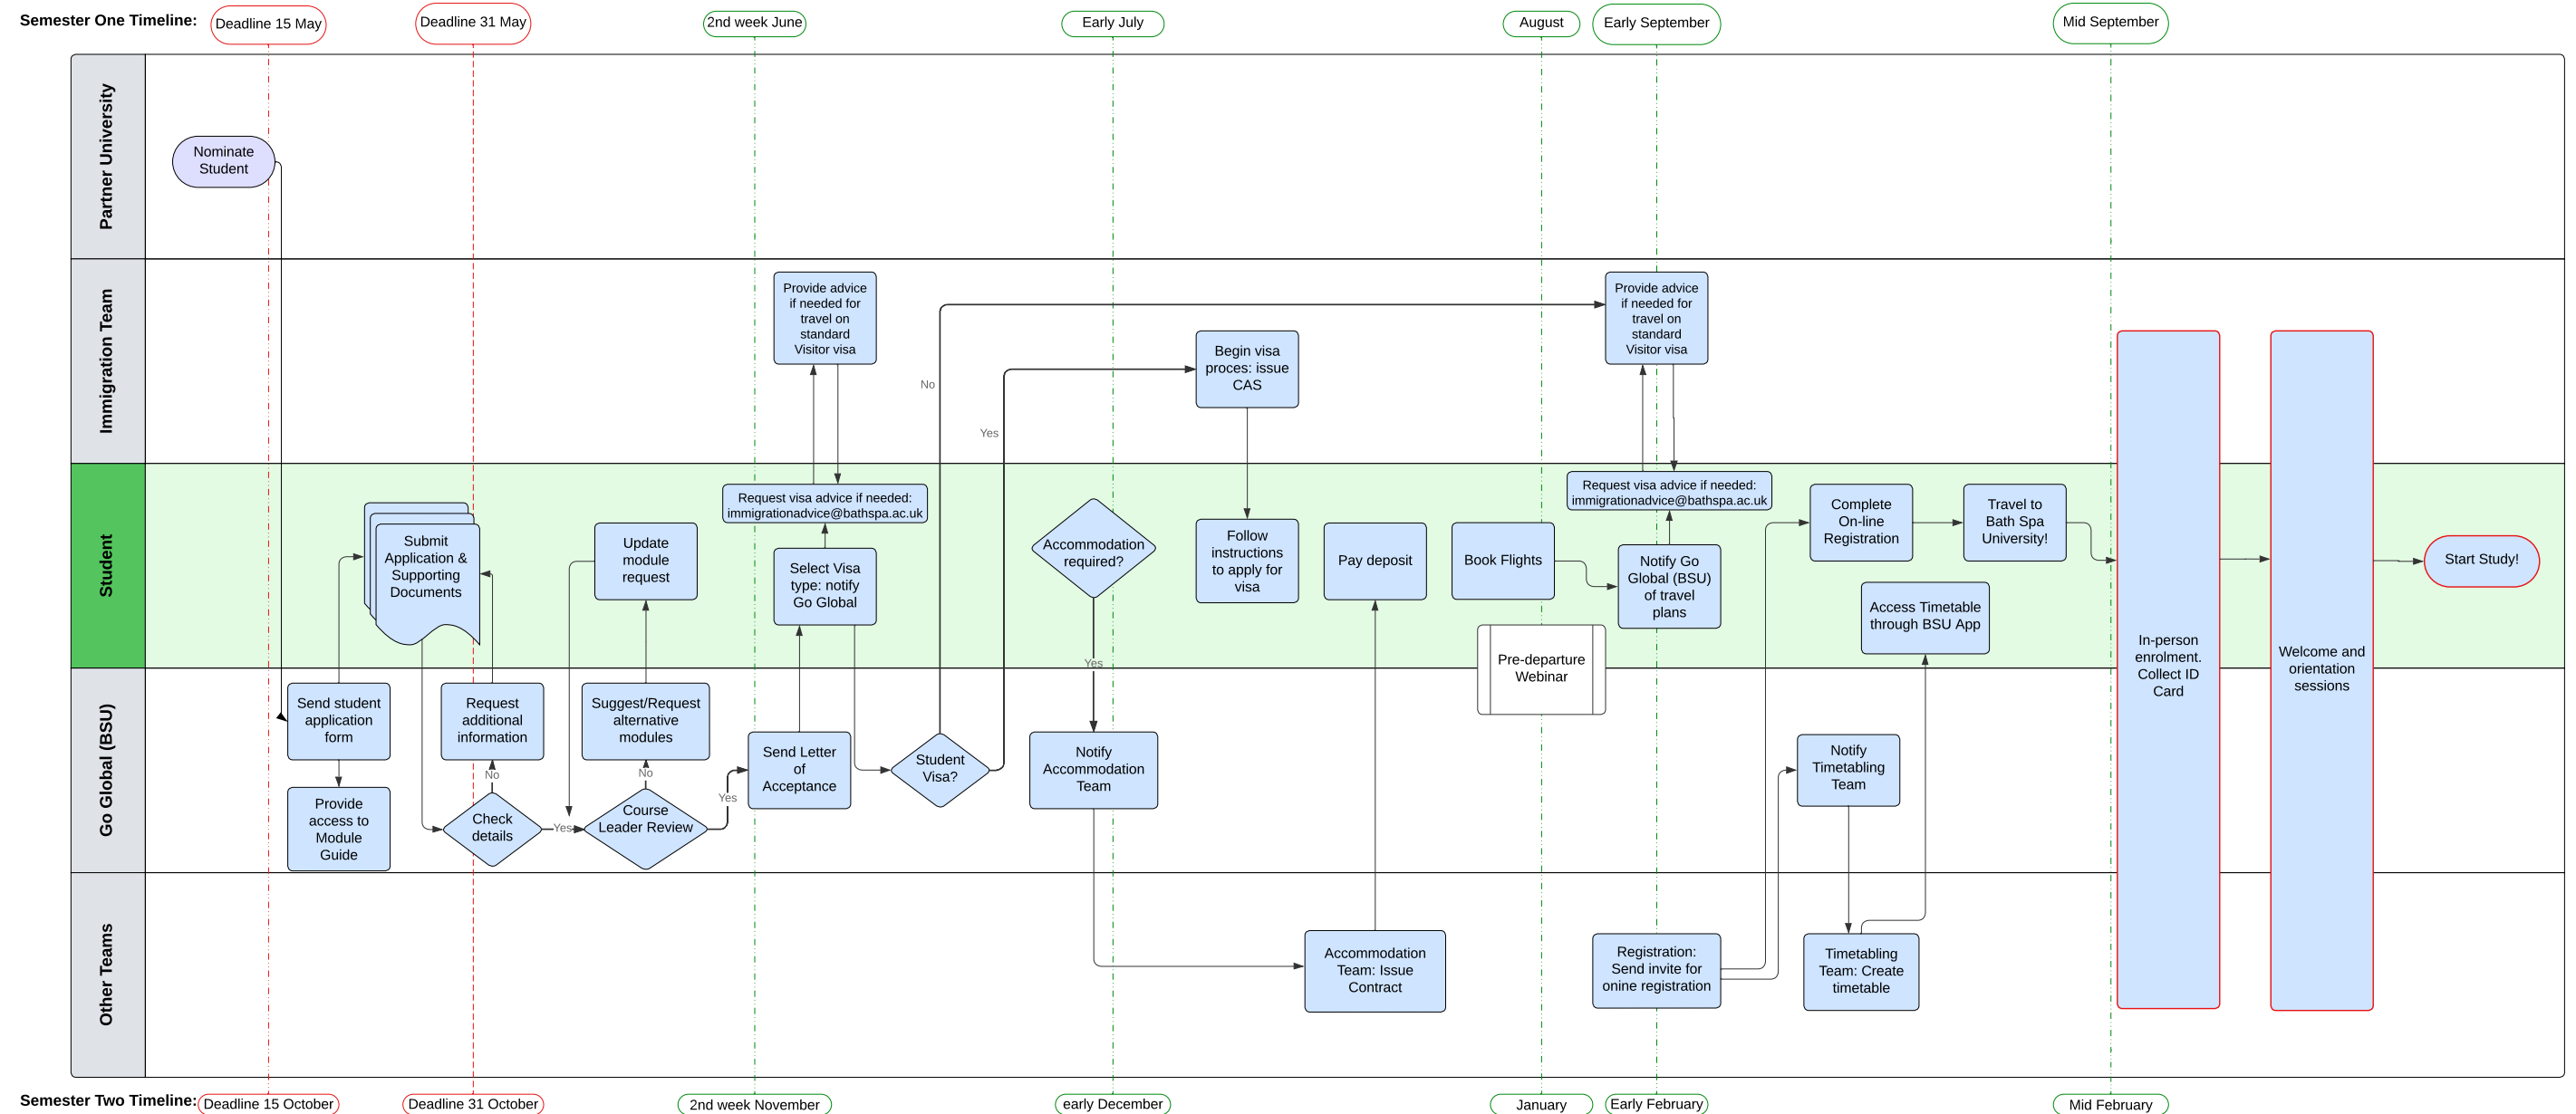 Semester One Timeline:
Deadline 15 May
Deadline 31 May
2nd week June
Early July
August
Early September
Mid September
Partner University
Nominate
Student
Immigration Team
Provide advice
if needed for
travel on
standard
Visitor visa
No
Yes
Begin visa
proces: issue
CAS
Provide advice
if needed for
travel on
standard
Visitor visa
Student
Submit
Application &
Supporting
Documents
Update
module
request
Request visa advice if needed:
immigrationadvice@bathspa.ac.uk
Select Visa
type: notify
Go Global
Accommodation
required?
Yes
Follow
instructions
to apply for
visa
Pay deposit
Book Flights
Request visa advice if needed:
immigrationadvice@bathspa.ac.uk
Notify Go
Global (BSU)
of travel
plans
Complete
On-line
Registration
Travel to
Bath Spa
University!
Access Timetable
through BSU App
Start Study!
Pre-departure
Webinar
In-person
enrolment.
Collect ID
Card
Welcome and
orientation
sessions
Go Global (BSU)
Send student
application
form
Provide
access to
Module
Guide
Request
additional
information
No
Check
details
Yes
Suggest/Request
alternative
modules
No
Course
Leader Review
Yes
Send Letter
of
Acceptance
Student
Visa?
Notify
Accommodation
Team
Notify
Timetabling
Team
Other Teams
Accommodation
Team: Issue
Contract
Registration:
Send invite for
onine registration
Timetabling
Team: Create
timetable
Semester Two Timeline:
Deadline 15 October
Deadline 31 October
2nd week November
early December
January
Early February
Mid February